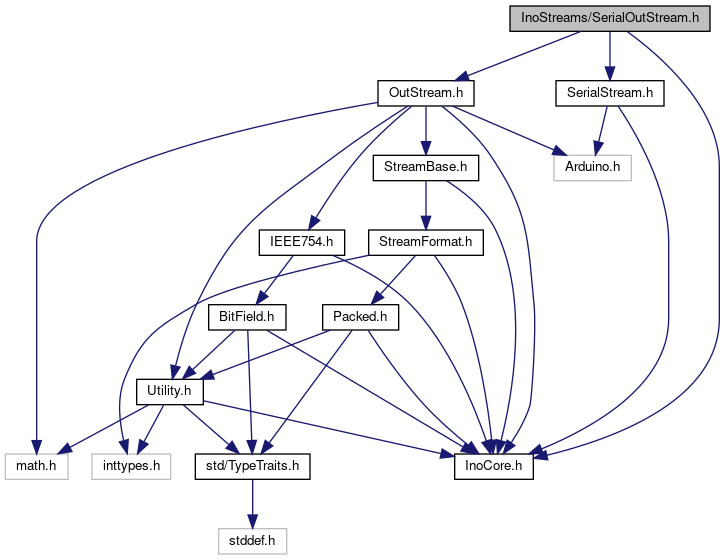 InoStreams/SerialOutStream.h
OutStream.h
SerialStream.h
StreamBase.h
Arduino.h
IEEE754.h
StreamFormat.h
BitField.h
Packed.h
Utility.h
math.h
inttypes.h
std/TypeTraits.h
InoCore.h
stddef.h